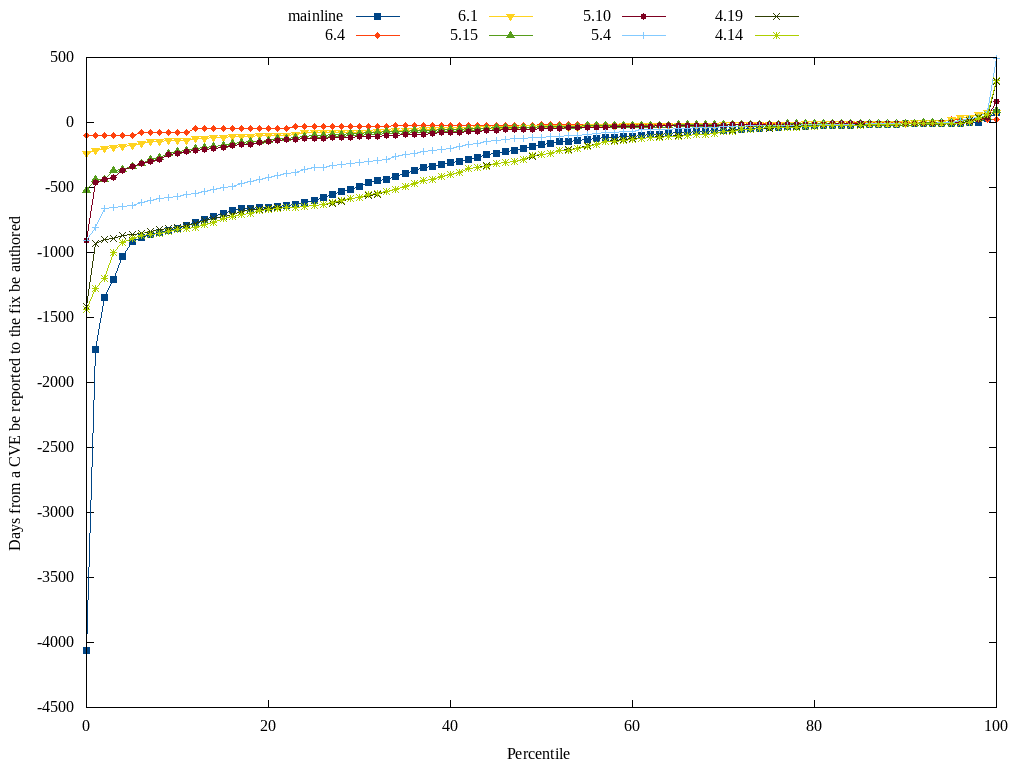 mainline 6.1 5.10 4.19
6.4 5.15 5.4 4.14
500
0
-500
-1000
-1500
-2000
-2500
-3000
-3500
-4000
-4500
0 20 40 60 80 100
Days from a CVE be reported to the fix be authored
Percentile